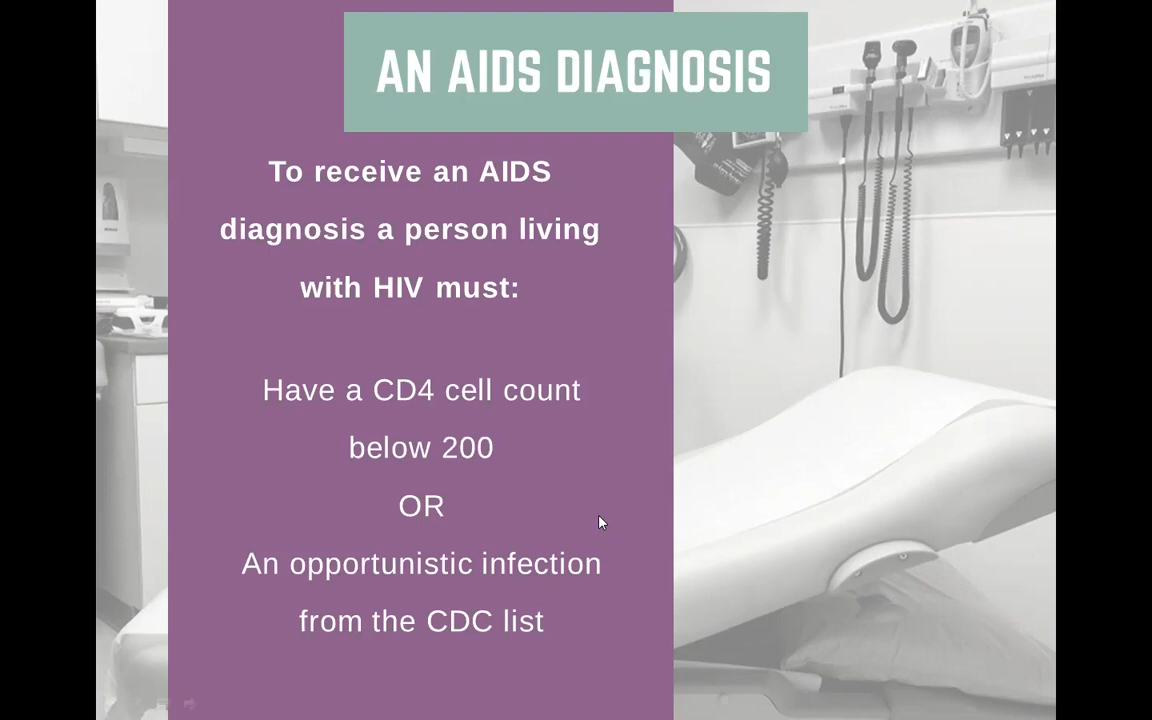 AN AIDS DIAGNOSIS
To receive an AIDS
diagnosis a person living
with HIV must:
Have a CD4 cell count
below 200
OR
An opportunistic infection
from the CDC list